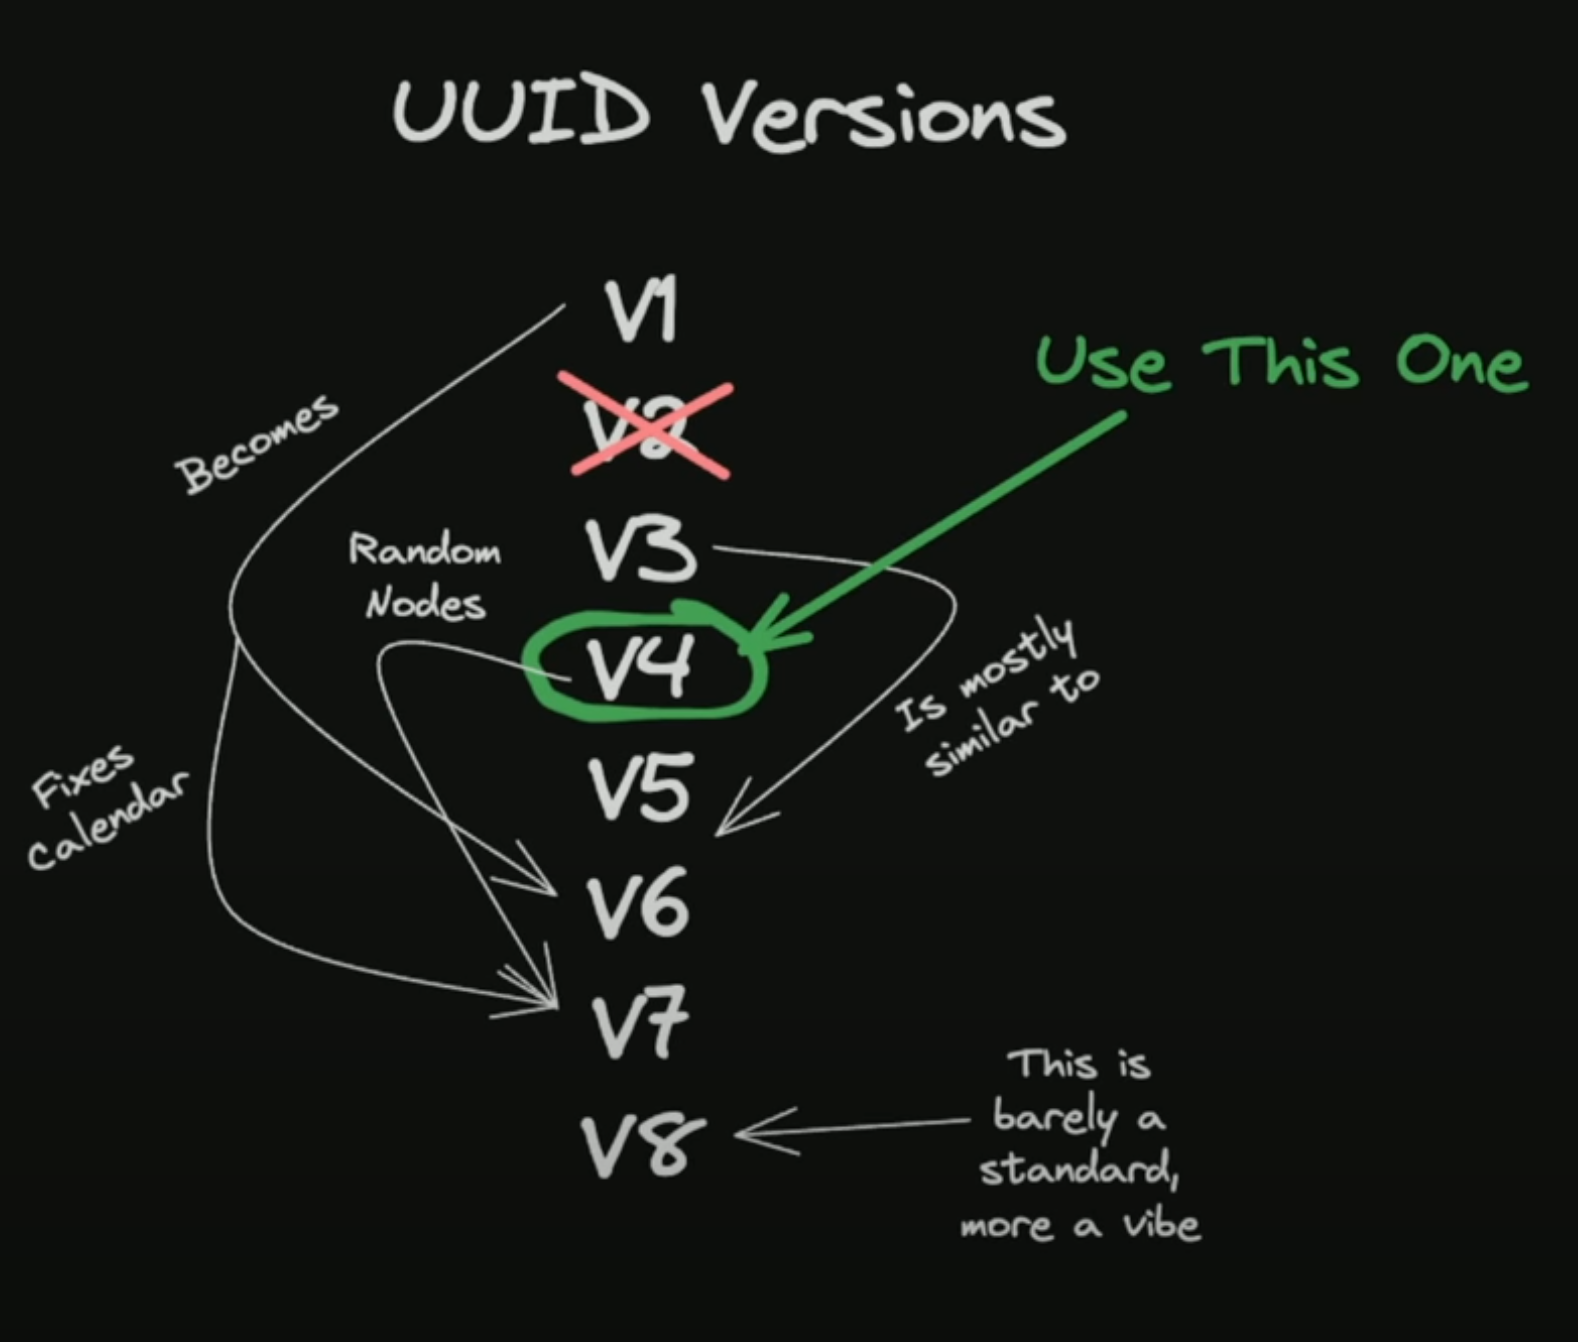 UUID Versions
V1
Use This One
V2
Becomes
V3
Random
Nodes
V4
Is mostly
similar to
V5
Fixes
calendar
V6
V7
V8
This is
barely a
standard,
more a vibe